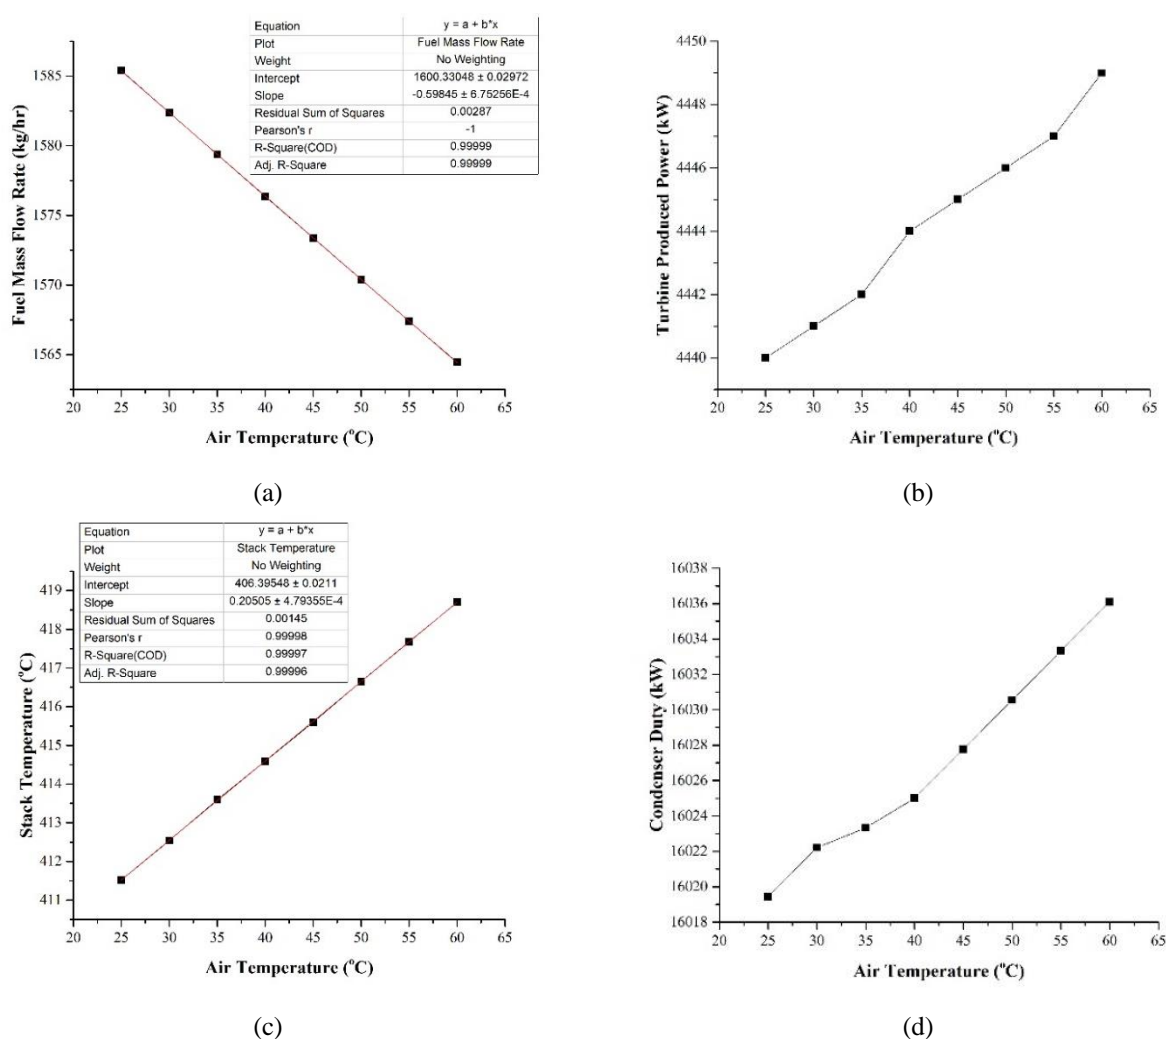 Equation y = a + b*x
Plot Fuel Mass Flow Rate
Weight No Weighting
Intercept 1600.33048 ± 0.02972
Slope -0.59845 ± 6.75256E-4
Residual Sum of Squares 0.00287
Pearson's r -1
R-Square(COD) 0.99999
Adj. R-Square 0.99999
Fuel Mass Flow Rate (kg/hr)
1585
1580
1575
1570
1565
20 25 30 35 40 45 50 55 60 65
Air Temperature (°C)
(a)
Turbine Produced Power (kW)
4450
4448
4446
4444
4442
4440
20 25 30 35 40 45 50 55 60 65
Air Temperature (°C)
(b)
Equation y = a + b*x
Plot Stack Temperature
Weight No Weighting
Intercept 406.39548 ± 0.0211
Slope 0.20505 ± 4.79355E-4
Residual Sum of Squares 0.00145
Pearson's r 0.99998
R-Square(COD) 0.99997
Adj. R-Square 0.99996
Stack Temperature (°C)
419
418
417
416
415
414
413
412
411
20 25 30 35 40 45 50 55 60 65
Air Temperature (°C)
(c)
Condenser Duty (kW)
16038
16036
16034
16032
16030
16028
16026
16024
16022
16020
16018
20 25 30 35 40 45 50 55 60 65
Air Temperature (°C)
(d)